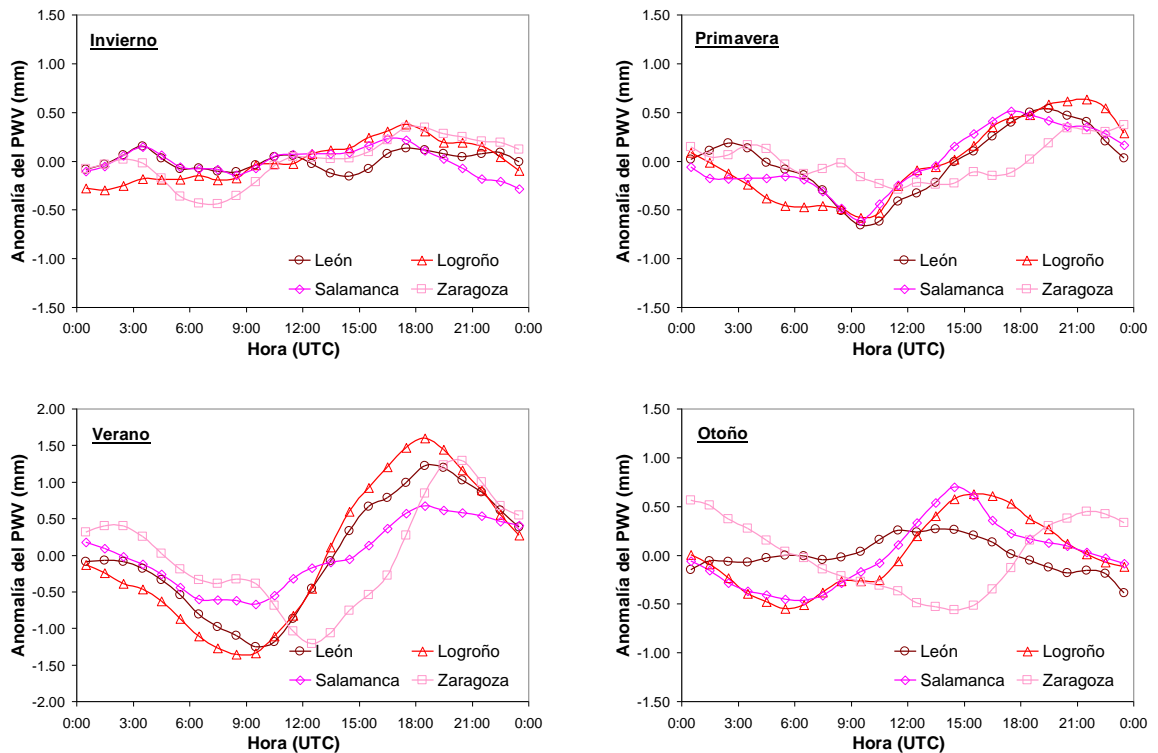 Invierno
Anomalía del PWV (mm)
1.50
1.00
0.50
0.00
-0.50
-1.00
-1.50
León Logroño
Salamanca Zaragoza
0:00 3:00 6:00 9:00 12:00 15:00 18:00 21:00 0:00
Hora (UTC)
Primavera
Anomalía del PWV (mm)
1.50
1.00
0.50
0.00
-0.50
-1.00
-1.50
León Logroño
Salamanca Zaragoza
0:00 3:00 6:00 9:00 12:00 15:00 18:00 21:00 0:00
Hora (UTC)
Verano
Anomalía del PWV (mm)
2.00
1.50
1.00
0.50
0.00
-0.50
-1.00
-1.50
-2.00
León Logroño
Salamanca Zaragoza
0:00 3:00 6:00 9:00 12:00 15:00 18:00 21:00 0:00
Hora (UTC)
Otoño
Anomalía del PWV (mm)
1.50
1.00
0.50
0.00
-0.50
-1.00
-1.50
León Logroño
Salamanca Zaragoza
0:00 3:00 6:00 9:00 12:00 15:00 18:00 21:00 0:00
Hora (UTC)